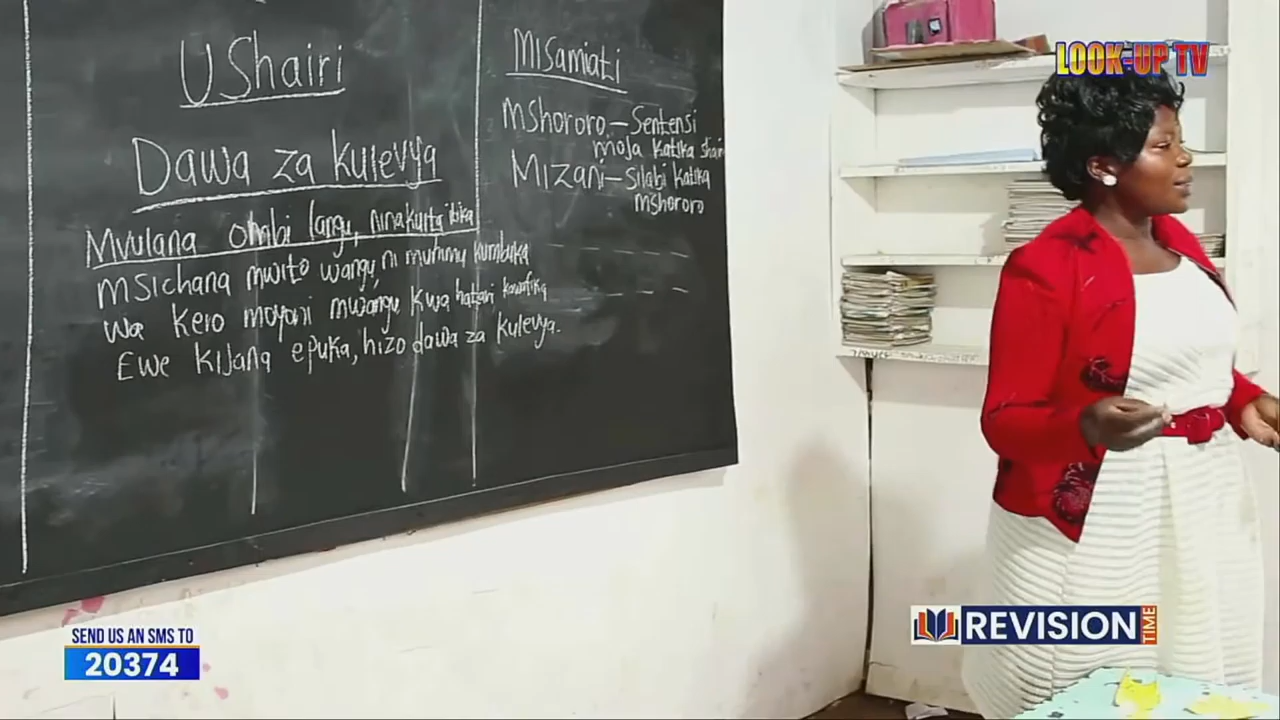 UShairi
Dawa za kulevya
Mvulana ombi langu, ninakuita kika
msichana mwito wangu, ni muhimu kumbuka
wa kero moyoni mwangu kwa hatari kawafika
Ewe kijana epuka, hizo dawa za kulevya.
Misamiati
Mshororo – Sentensi
moja katika shairi
Mizani – Silabi katika
mshororo
LOOK-UP TV
SEND US AN SMS TO
20374
REVISION TIME